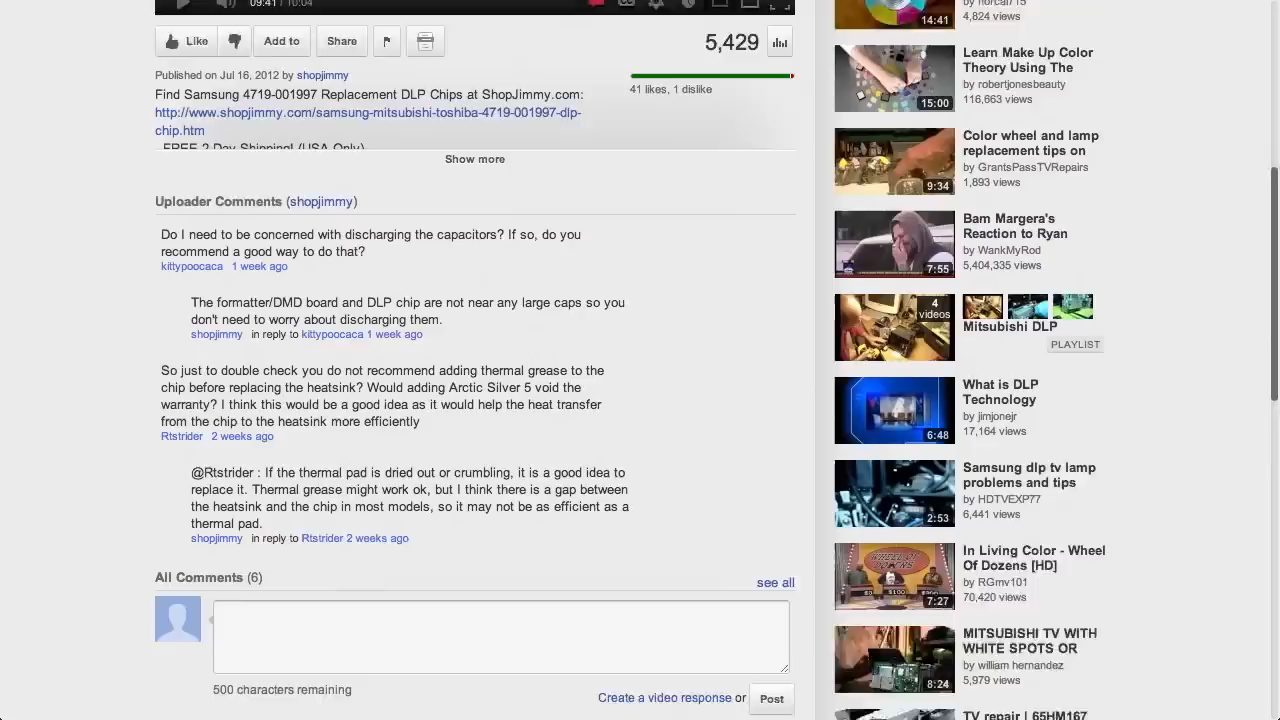 09:41 / 10:04
Like
Add to
Share
5,429
Published on Jul 16, 2012 by shopjimmy
41 likes, 1 dislike
Find Samsung 4719-001997 Replacement DLP Chips at ShopJimmy.com:
http://www.shopjimmy.com/samsung-mitsubishi-toshiba-4719-001997-dlp-
chip.htm
FREE 2 Day Shipping! (USA Only)
Show more
Uploader Comments (shopjimmy)
Do I need to be concerned with discharging the capacitors? If so, do you
recommend a good way to do that?
kittypoocaca 1 week ago
The formatter/DMD board and DLP chip are not near any large caps so you
don't need to worry about discharging them.
shopjimmy in reply to kittypoocaca 1 week ago
So just to double check you do not recommend adding thermal grease to the
chip before replacing the heatsink? Would adding Arctic Silver 5 void the
warranty? I think this would be a good idea as it would help the heat transfer
from the chip to the heatsink more efficiently
Rtstrider 2 weeks ago
@rtstrider : If the thermal pad is dried out or crumbling, it is a good idea to
replace it. Thermal grease might work ok, but I think there is a gap between
the heatsink and the chip in most models, so it may not be as efficient as a
thermal pad.
shopjimmy in reply to Rtstrider 2 weeks ago
All Comments (6)
see all
500 characters remaining
Create a video response or
Post
14:41
by norcal715
4,824 views
15:00
Learn Make Up Color
Theory Using The
by robertjonesbeauty
116,663 views
9:34
Color wheel and lamp
replacement tips on
by GrantsPassTVRepairs
1,893 views
7:55
Bam Margera's
Reaction to Ryan
by WankMyRod
5,404,335 views
4
videos
Mitsubishi DLP
PLAYLIST
6:48
What is DLP
Technology
by jimjonejr
17,164 views
2:53
Samsung dlp tv lamp
problems and tips
by HDTVEXP77
6,441 views
WHEEL OF
DOZENS
7:27
In Living Color - Wheel
Of Dozens [HD]
by RGmv101
70,420 views
8:24
MITSUBISHI TV WITH
WHITE SPOTS OR
by william hernandez
5,979 views
TV repair | 65HM167